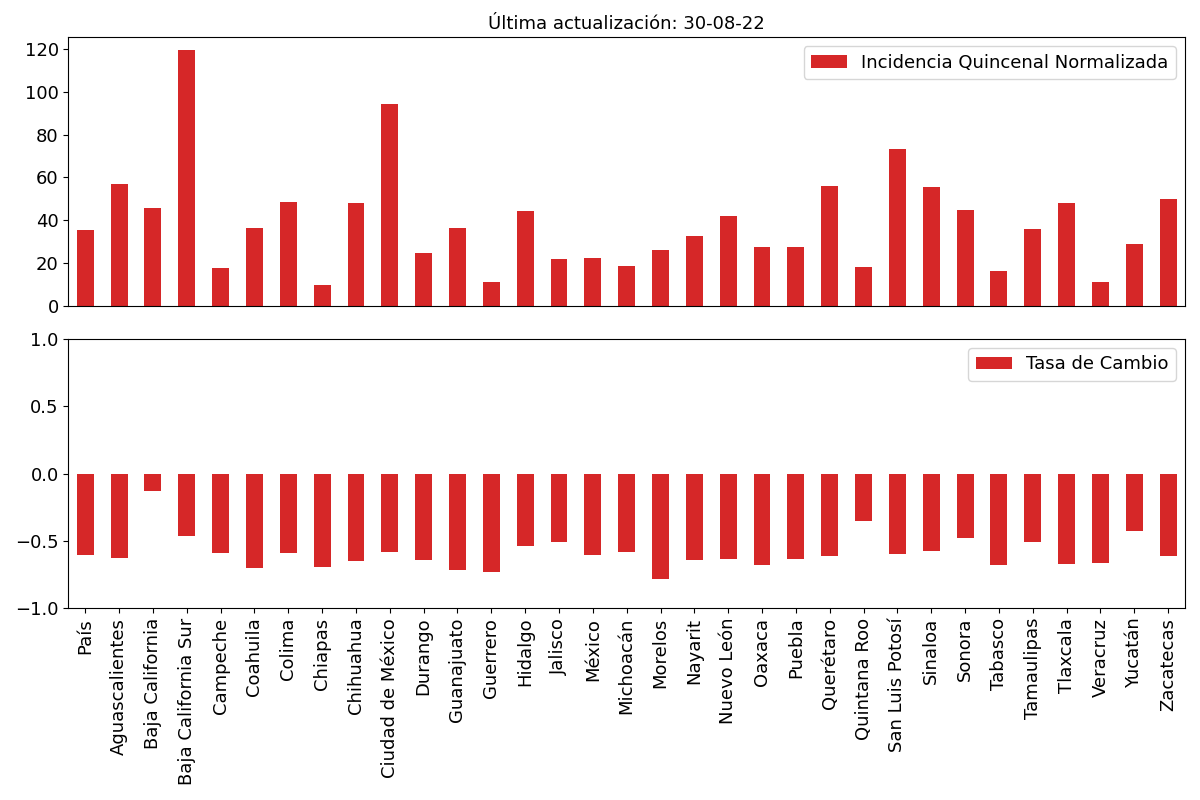 Última actualización: 30-08-22
Incidencia Quincenal Normalizada
120
100
80
60
40
20
0
Tasa de Cambio
1.0
0.5
0.0
−0.5
−1.0
País
Aguascalientes
Baja California
Baja California Sur
Campeche
Coahuila
Colima
Chiapas
Chihuahua
Ciudad de México
Durango
Guanajuato
Guerrero
Hidalgo
Jalisco
México
Michoacán
Morelos
Nayarit
Nuevo León
Oaxaca
Puebla
Querétaro
Quintana Roo
San Luis Potosí
Sinaloa
Sonora
Tabasco
Tamaulipas
Tlaxcala
Veracruz
Yucatán
Zacatecas